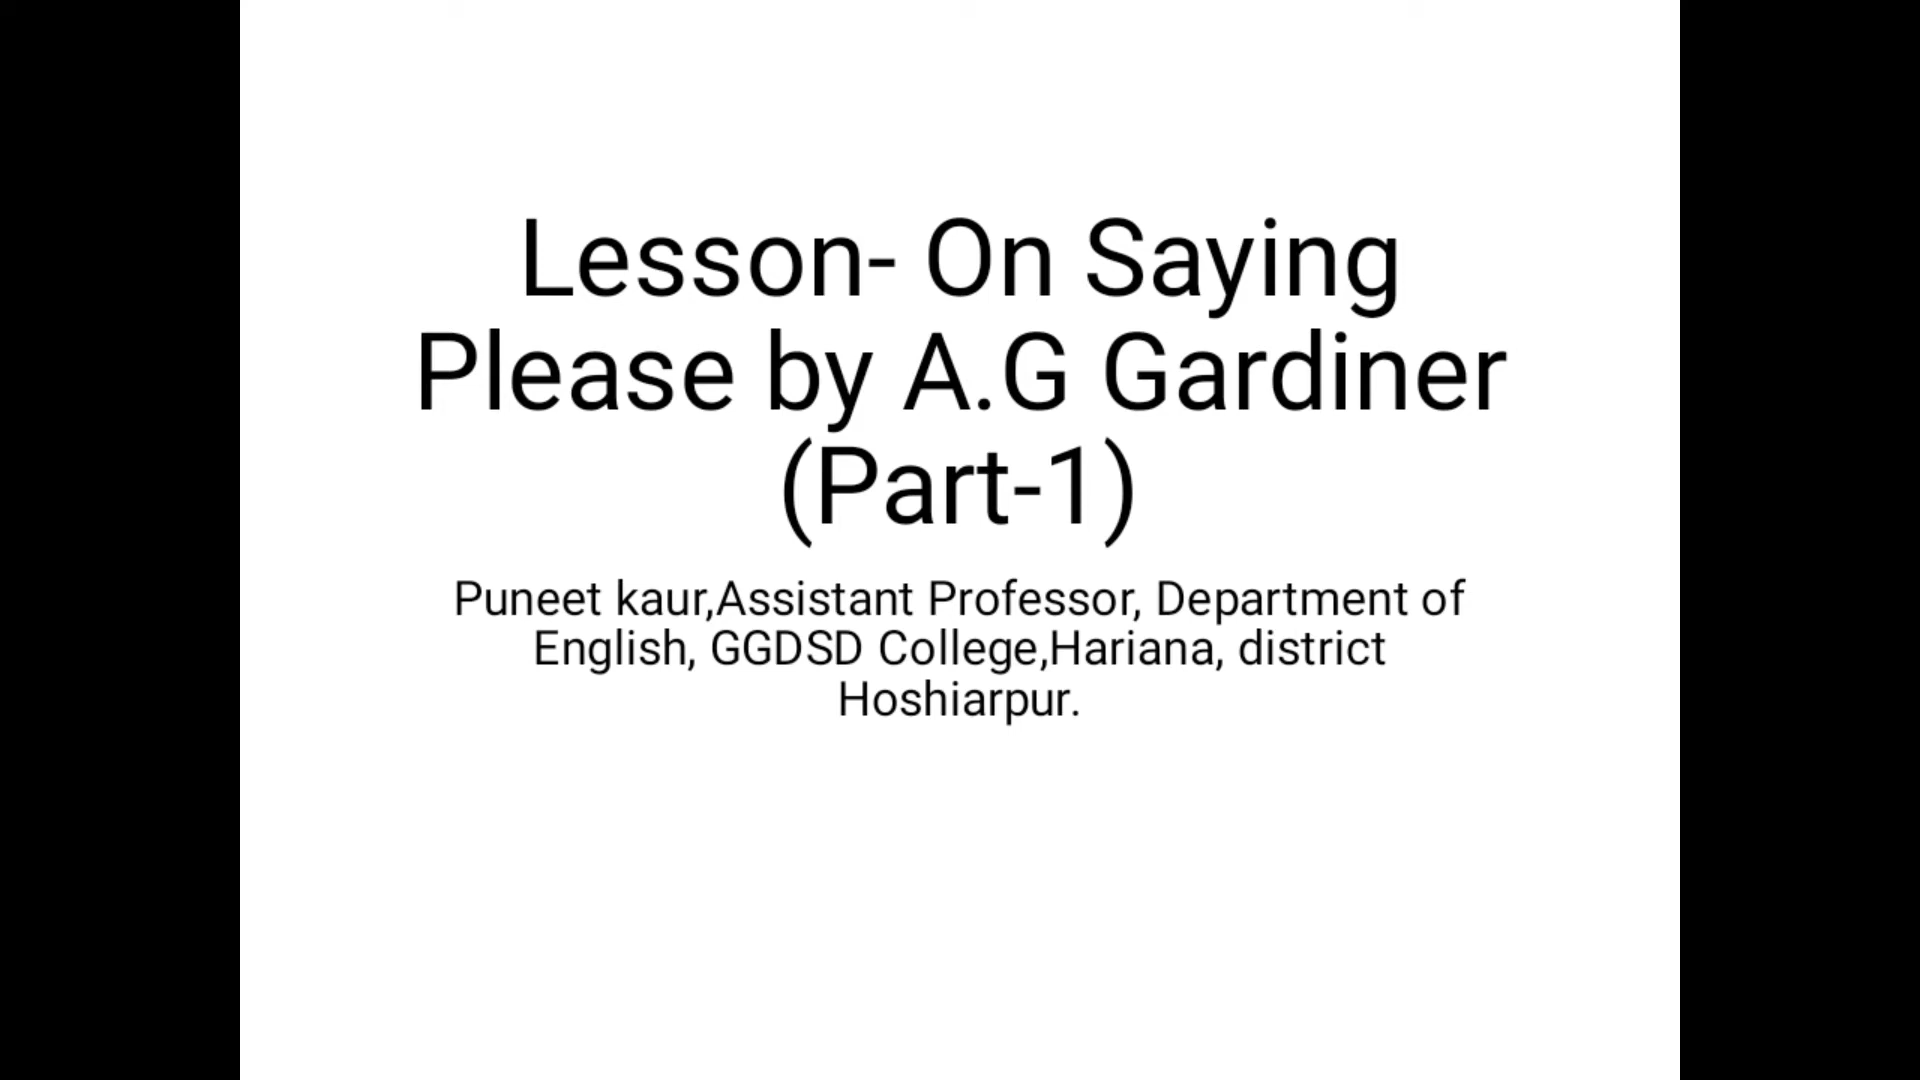 Lesson- On Saying
Please by A.G Gardiner
(Part-1)
Puneet kaur,Assistant Professor, Department of
English, GGDSD College,Hariana, district
Hoshiarpur.